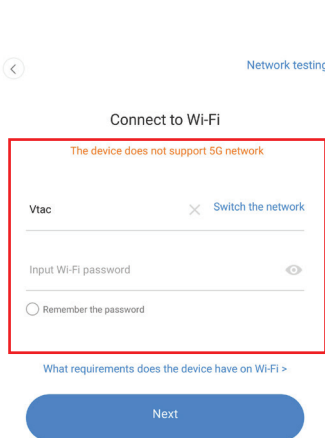 Network testing
Connect to Wi-Fi
The device does not support 5G network
Vtac
Switch the network
Input Wi-Fi password
Remember the password
What requirements does the device have on Wi-Fi >
Next